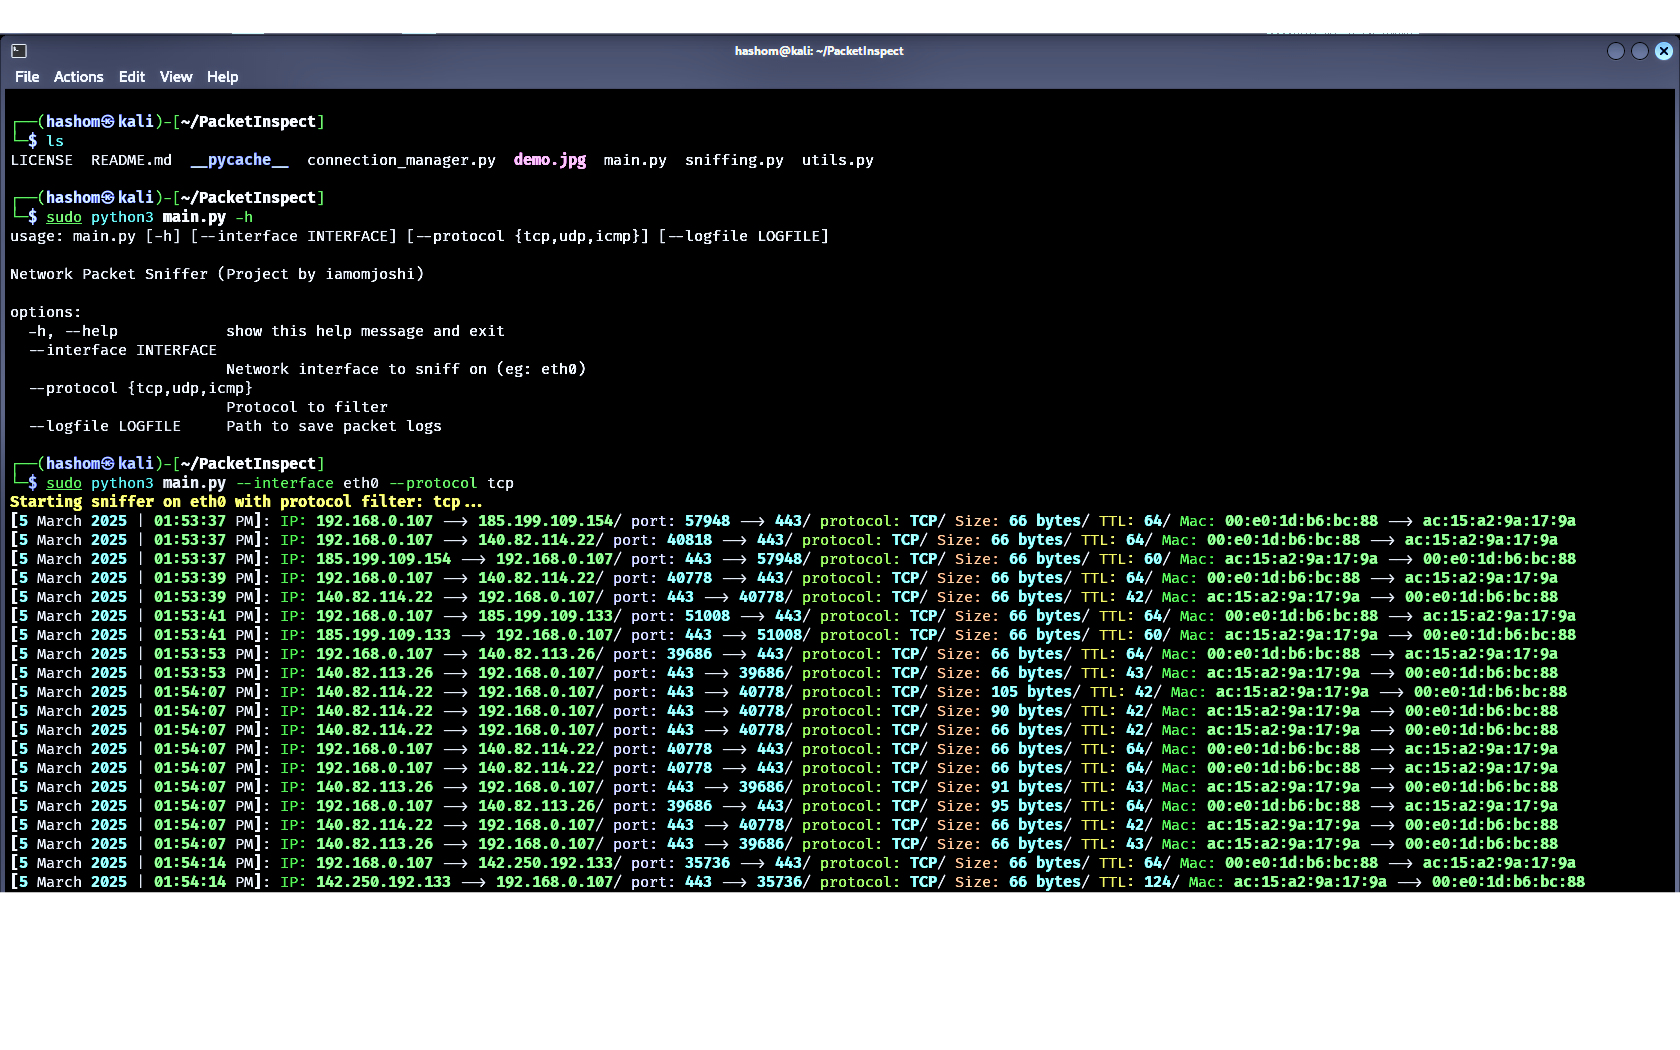 hashom@kali: ~/PacketInspect
File Actions Edit View Help
┌──(hashom㉿kali)-[~/PacketInspect]
└─$ ls
LICENSE README.md __pycache__ connection_manager.py demo.jpg main.py sniffing.py utils.py
┌──(hashom㉿kali)-[~/PacketInspect]
└─$ sudo python3 main.py -h
usage: main.py [-h] [--interface INTERFACE] [--protocol {tcp,udp,icmp}] [--logfile LOGFILE]
Network Packet Sniffer (Project by iamomjoshi)
options:
-h, --help show this help message and exit
--interface INTERFACE
Network interface to sniff on (eg: eth0)
--protocol {tcp,udp,icmp}
Protocol to filter
--logfile LOGFILE Path to save packet logs
┌──(hashom㉿kali)-[~/PacketInspect]
└─$ sudo python3 main.py --interface eth0 --protocol tcp
Starting sniffer on eth0 with protocol filter: tcp...
[5 March 2025 | 01:53:37 PM]: IP: 192.168.0.107 —> 185.199.109.154/ port: 57948 —> 443/ protocol: TCP/ Size: 66 bytes/ TTL: 64/ Mac: 00:e0:1d:b6:bc:88 —> ac:15:a2:9a:17:9a
[5 March 2025 | 01:53:37 PM]: IP: 192.168.0.107 —> 140.82.114.22/ port: 40818 —> 443/ protocol: TCP/ Size: 66 bytes/ TTL: 64/ Mac: 00:e0:1d:b6:bc:88 —> ac:15:a2:9a:17:9a
[5 March 2025 | 01:53:37 PM]: IP: 185.199.109.154 —> 192.168.0.107/ port: 443 —> 57948/ protocol: TCP/ Size: 66 bytes/ TTL: 60/ Mac: ac:15:a2:9a:17:9a —> 00:e0:1d:b6:bc:88
[5 March 2025 | 01:53:39 PM]: IP: 192.168.0.107 —> 140.82.114.22/ port: 40778 —> 443/ protocol: TCP/ Size: 66 bytes/ TTL: 64/ Mac: 00:e0:1d:b6:bc:88 —> ac:15:a2:9a:17:9a
[5 March 2025 | 01:53:39 PM]: IP: 140.82.114.22 —> 192.168.0.107/ port: 443 —> 40778/ protocol: TCP/ Size: 66 bytes/ TTL: 42/ Mac: ac:15:a2:9a:17:9a —> 00:e0:1d:b6:bc:88
[5 March 2025 | 01:53:41 PM]: IP: 192.168.0.107 —> 185.199.109.133/ port: 51008 —> 443/ protocol: TCP/ Size: 66 bytes/ TTL: 64/ Mac: 00:e0:1d:b6:bc:88 —> ac:15:a2:9a:17:9a
[5 March 2025 | 01:53:41 PM]: IP: 185.199.109.133 —> 192.168.0.107/ port: 443 —> 51008/ protocol: TCP/ Size: 66 bytes/ TTL: 60/ Mac: ac:15:a2:9a:17:9a —> 00:e0:1d:b6:bc:88
[5 March 2025 | 01:53:53 PM]: IP: 192.168.0.107 —> 140.82.113.26/ port: 39686 —> 443/ protocol: TCP/ Size: 66 bytes/ TTL: 64/ Mac: 00:e0:1d:b6:bc:88 —> ac:15:a2:9a:17:9a
[5 March 2025 | 01:53:53 PM]: IP: 140.82.113.26 —> 192.168.0.107/ port: 443 —> 39686/ protocol: TCP/ Size: 66 bytes/ TTL: 43/ Mac: ac:15:a2:9a:17:9a —> 00:e0:1d:b6:bc:88
[5 March 2025 | 01:54:07 PM]: IP: 140.82.114.22 —> 192.168.0.107/ port: 443 —> 40778/ protocol: TCP/ Size: 105 bytes/ TTL: 42/ Mac: ac:15:a2:9a:17:9a —> 00:e0:1d:b6:bc:88
[5 March 2025 | 01:54:07 PM]: IP: 140.82.114.22 —> 192.168.0.107/ port: 443 —> 40778/ protocol: TCP/ Size: 90 bytes/ TTL: 42/ Mac: ac:15:a2:9a:17:9a —> 00:e0:1d:b6:bc:88
[5 March 2025 | 01:54:07 PM]: IP: 140.82.114.22 —> 192.168.0.107/ port: 443 —> 40778/ protocol: TCP/ Size: 66 bytes/ TTL: 42/ Mac: ac:15:a2:9a:17:9a —> 00:e0:1d:b6:bc:88
[5 March 2025 | 01:54:07 PM]: IP: 192.168.0.107 —> 140.82.114.22/ port: 40778 —> 443/ protocol: TCP/ Size: 66 bytes/ TTL: 64/ Mac: 00:e0:1d:b6:bc:88 —> ac:15:a2:9a:17:9a
[5 March 2025 | 01:54:07 PM]: IP: 192.168.0.107 —> 140.82.114.22/ port: 40778 —> 443/ protocol: TCP/ Size: 66 bytes/ TTL: 64/ Mac: 00:e0:1d:b6:bc:88 —> ac:15:a2:9a:17:9a
[5 March 2025 | 01:54:07 PM]: IP: 140.82.113.26 —> 192.168.0.107/ port: 443 —> 39686/ protocol: TCP/ Size: 91 bytes/ TTL: 43/ Mac: ac:15:a2:9a:17:9a —> 00:e0:1d:b6:bc:88
[5 March 2025 | 01:54:07 PM]: IP: 192.168.0.107 —> 140.82.113.26/ port: 39686 —> 443/ protocol: TCP/ Size: 95 bytes/ TTL: 64/ Mac: 00:e0:1d:b6:bc:88 —> ac:15:a2:9a:17:9a
[5 March 2025 | 01:54:07 PM]: IP: 140.82.114.22 —> 192.168.0.107/ port: 443 —> 40778/ protocol: TCP/ Size: 66 bytes/ TTL: 42/ Mac: ac:15:a2:9a:17:9a —> 00:e0:1d:b6:bc:88
[5 March 2025 | 01:54:07 PM]: IP: 140.82.113.26 —> 192.168.0.107/ port: 443 —> 39686/ protocol: TCP/ Size: 66 bytes/ TTL: 43/ Mac: ac:15:a2:9a:17:9a —> 00:e0:1d:b6:bc:88
[5 March 2025 | 01:54:14 PM]: IP: 192.168.0.107 —> 142.250.192.133/ port: 35736 —> 443/ protocol: TCP/ Size: 66 bytes/ TTL: 64/ Mac: 00:e0:1d:b6:bc:88 —> ac:15:a2:9a:17:9a
[5 March 2025 | 01:54:14 PM]: IP: 142.250.192.133 —> 192.168.0.107/ port: 443 —> 35736/ protocol: TCP/ Size: 66 bytes/ TTL: 124/ Mac: ac:15:a2:9a:17:9a —> 00:e0:1d:b6:bc:88